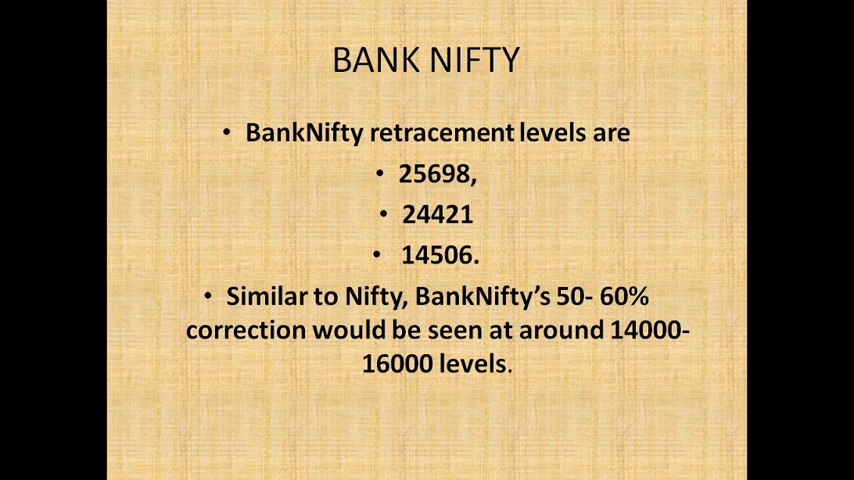 BANK NIFTY
• BankNifty retracement levels are
• 25698,
• 24421
• 14506.
• Similar to Nifty, BankNifty’s 50- 60%
correction would be seen at around 14000-
16000 levels.